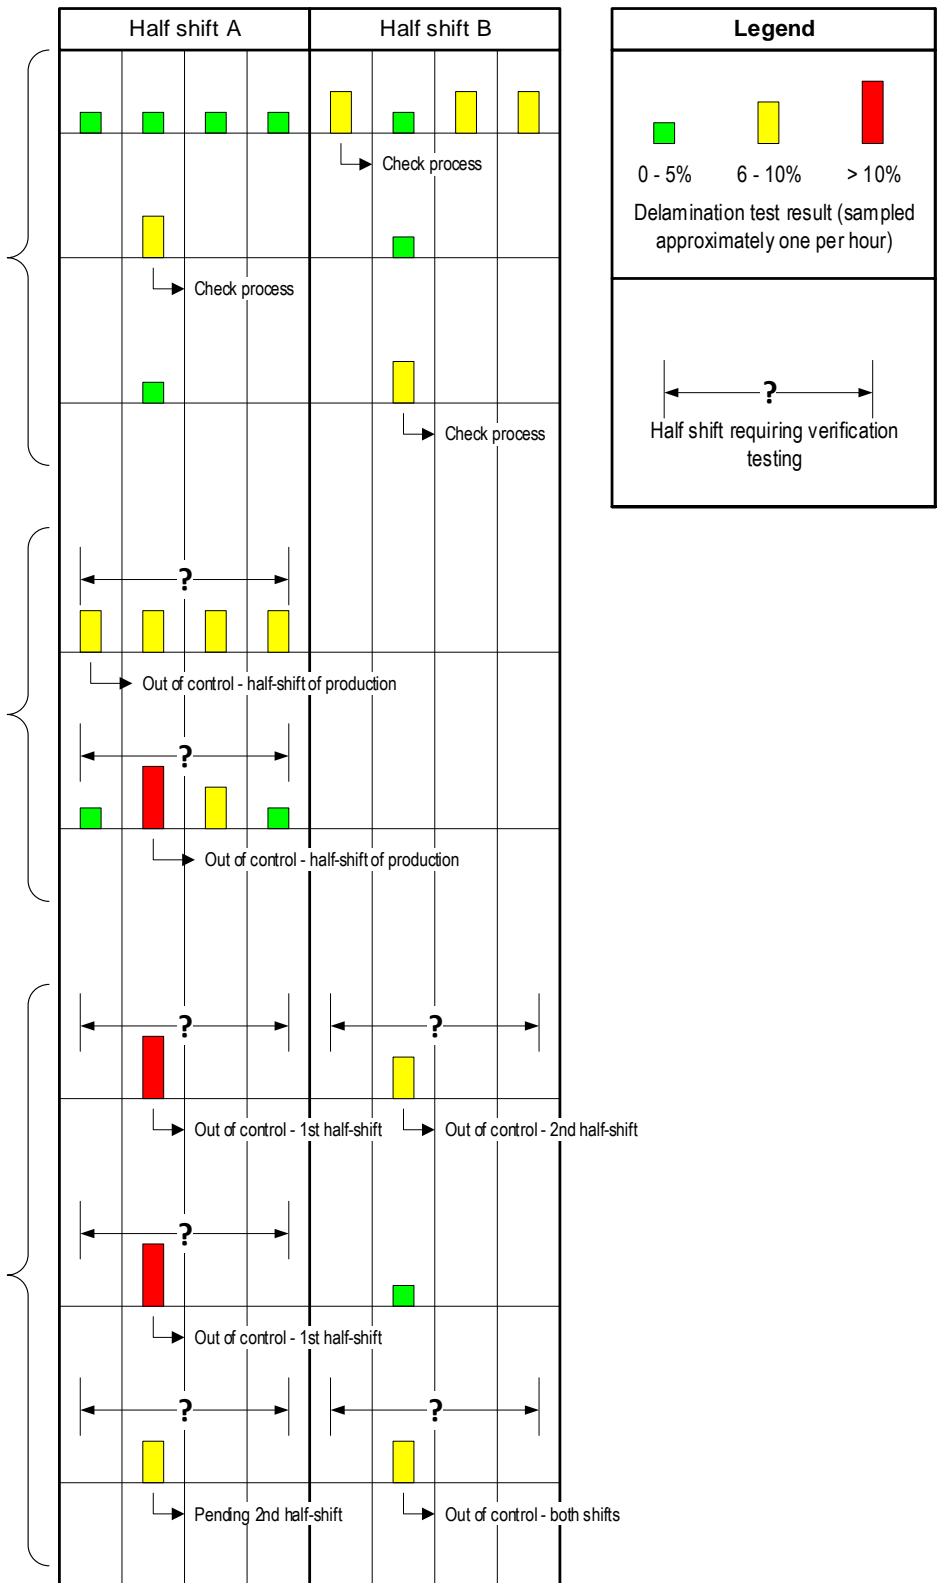 Half shift A
Half shift B
Legend
0 - 5%
6 - 10%
> 10%
Delamination test result (sampled
approximately one per hour)
Check process
Check process
Check process
?
Half shift requiring verification
testing
?
Out of control - half-shift of production
?
Out of control - half-shift of production
?
?
Out of control - 1st half-shift
Out of control - 2nd half-shift
?
Out of control - 1st half-shift
?
?
Pending 2nd half-shift
Out of control - both shifts